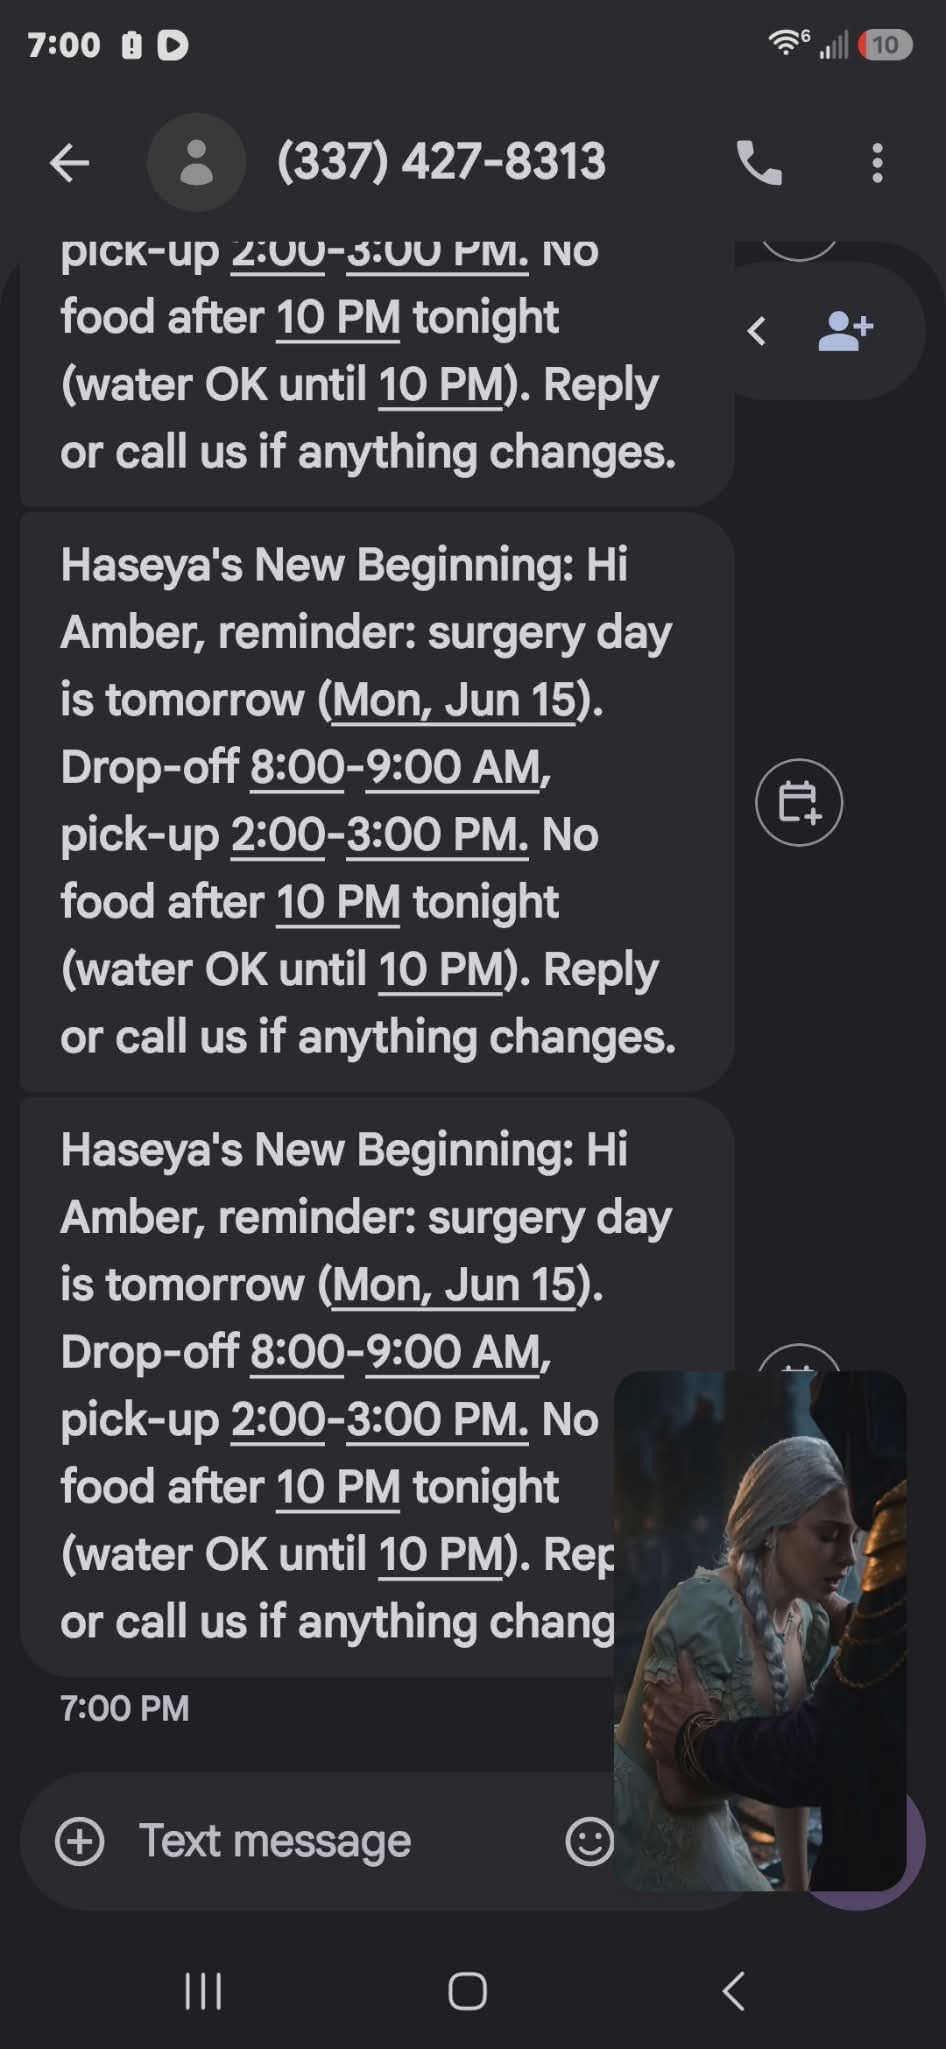 7:00
6
10
(337) 427-8313
pick-up 2:00-3:00 PM. No
food after 10 PM tonight
(water OK until 10 PM). Reply
or call us if anything changes.
Haseya's New Beginning: Hi
Amber, reminder: surgery day
is tomorrow (Mon, Jun 15).
Drop-off 8:00-9:00 AM,
pick-up 2:00-3:00 PM. No
food after 10 PM tonight
(water OK until 10 PM). Reply
or call us if anything changes.
Haseya's New Beginning: Hi
Amber, reminder: surgery day
is tomorrow (Mon, Jun 15).
Drop-off 8:00-9:00 AM,
pick-up 2:00-3:00 PM. No
food after 10 PM tonight
(water OK until 10 PM). Rep
or call us if anything chang
7:00 PM
Text message